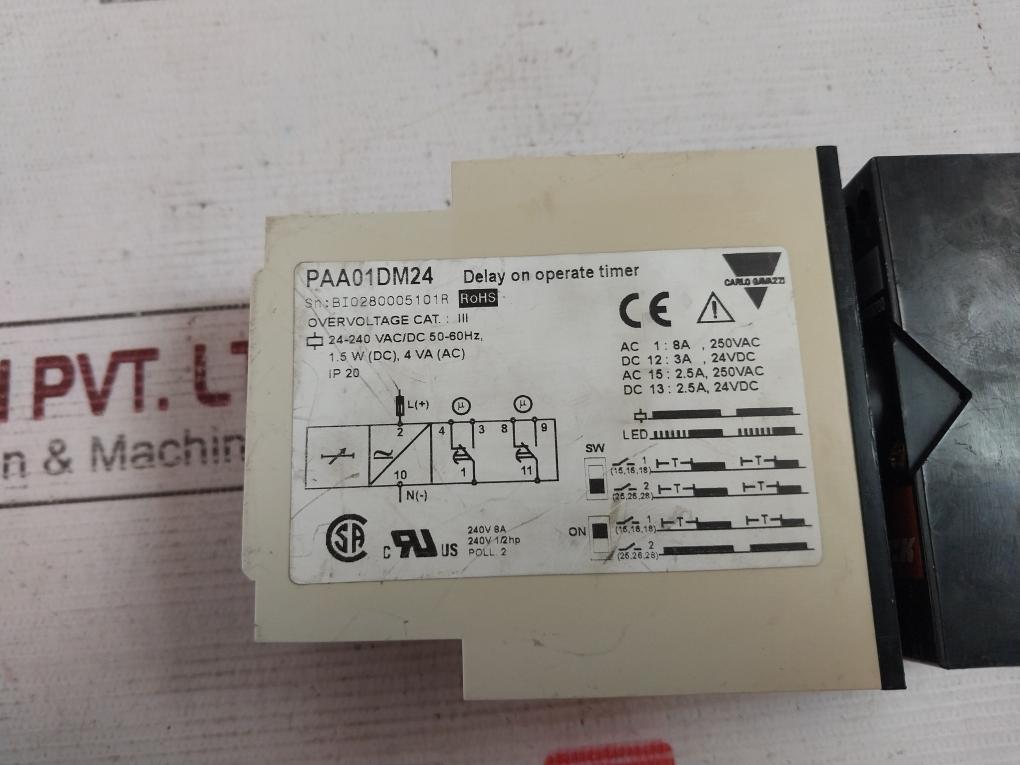 PAA01DM24 Delay on operate timer
CARLO GAVAZZI
Sn:BI0280005101R RoHS
OVERVOLTAGE CAT. : III
24-240 VAC/DC 50-60Hz,
1.5 W (DC), 4 VA (AC)
IP 20
CE
AC 1 : 8A , 250VAC
DC 12 : 3A , 24VDC
AC 15 : 2.5A, 250VAC
DC 13 : 2.5A, 24VDC
L(+)
μ μ
2 4 3 8 9
10 1 11
N(-)
LED
SW
1 T T
(15,16,18)
2 T T
(25,26,28)
ON 1 T T
(15,16,18)
2
(25,26,28)
SA
C RU US
240V 8A
240V 1/2hp
POLL. 2
PVT. L
n & Machin